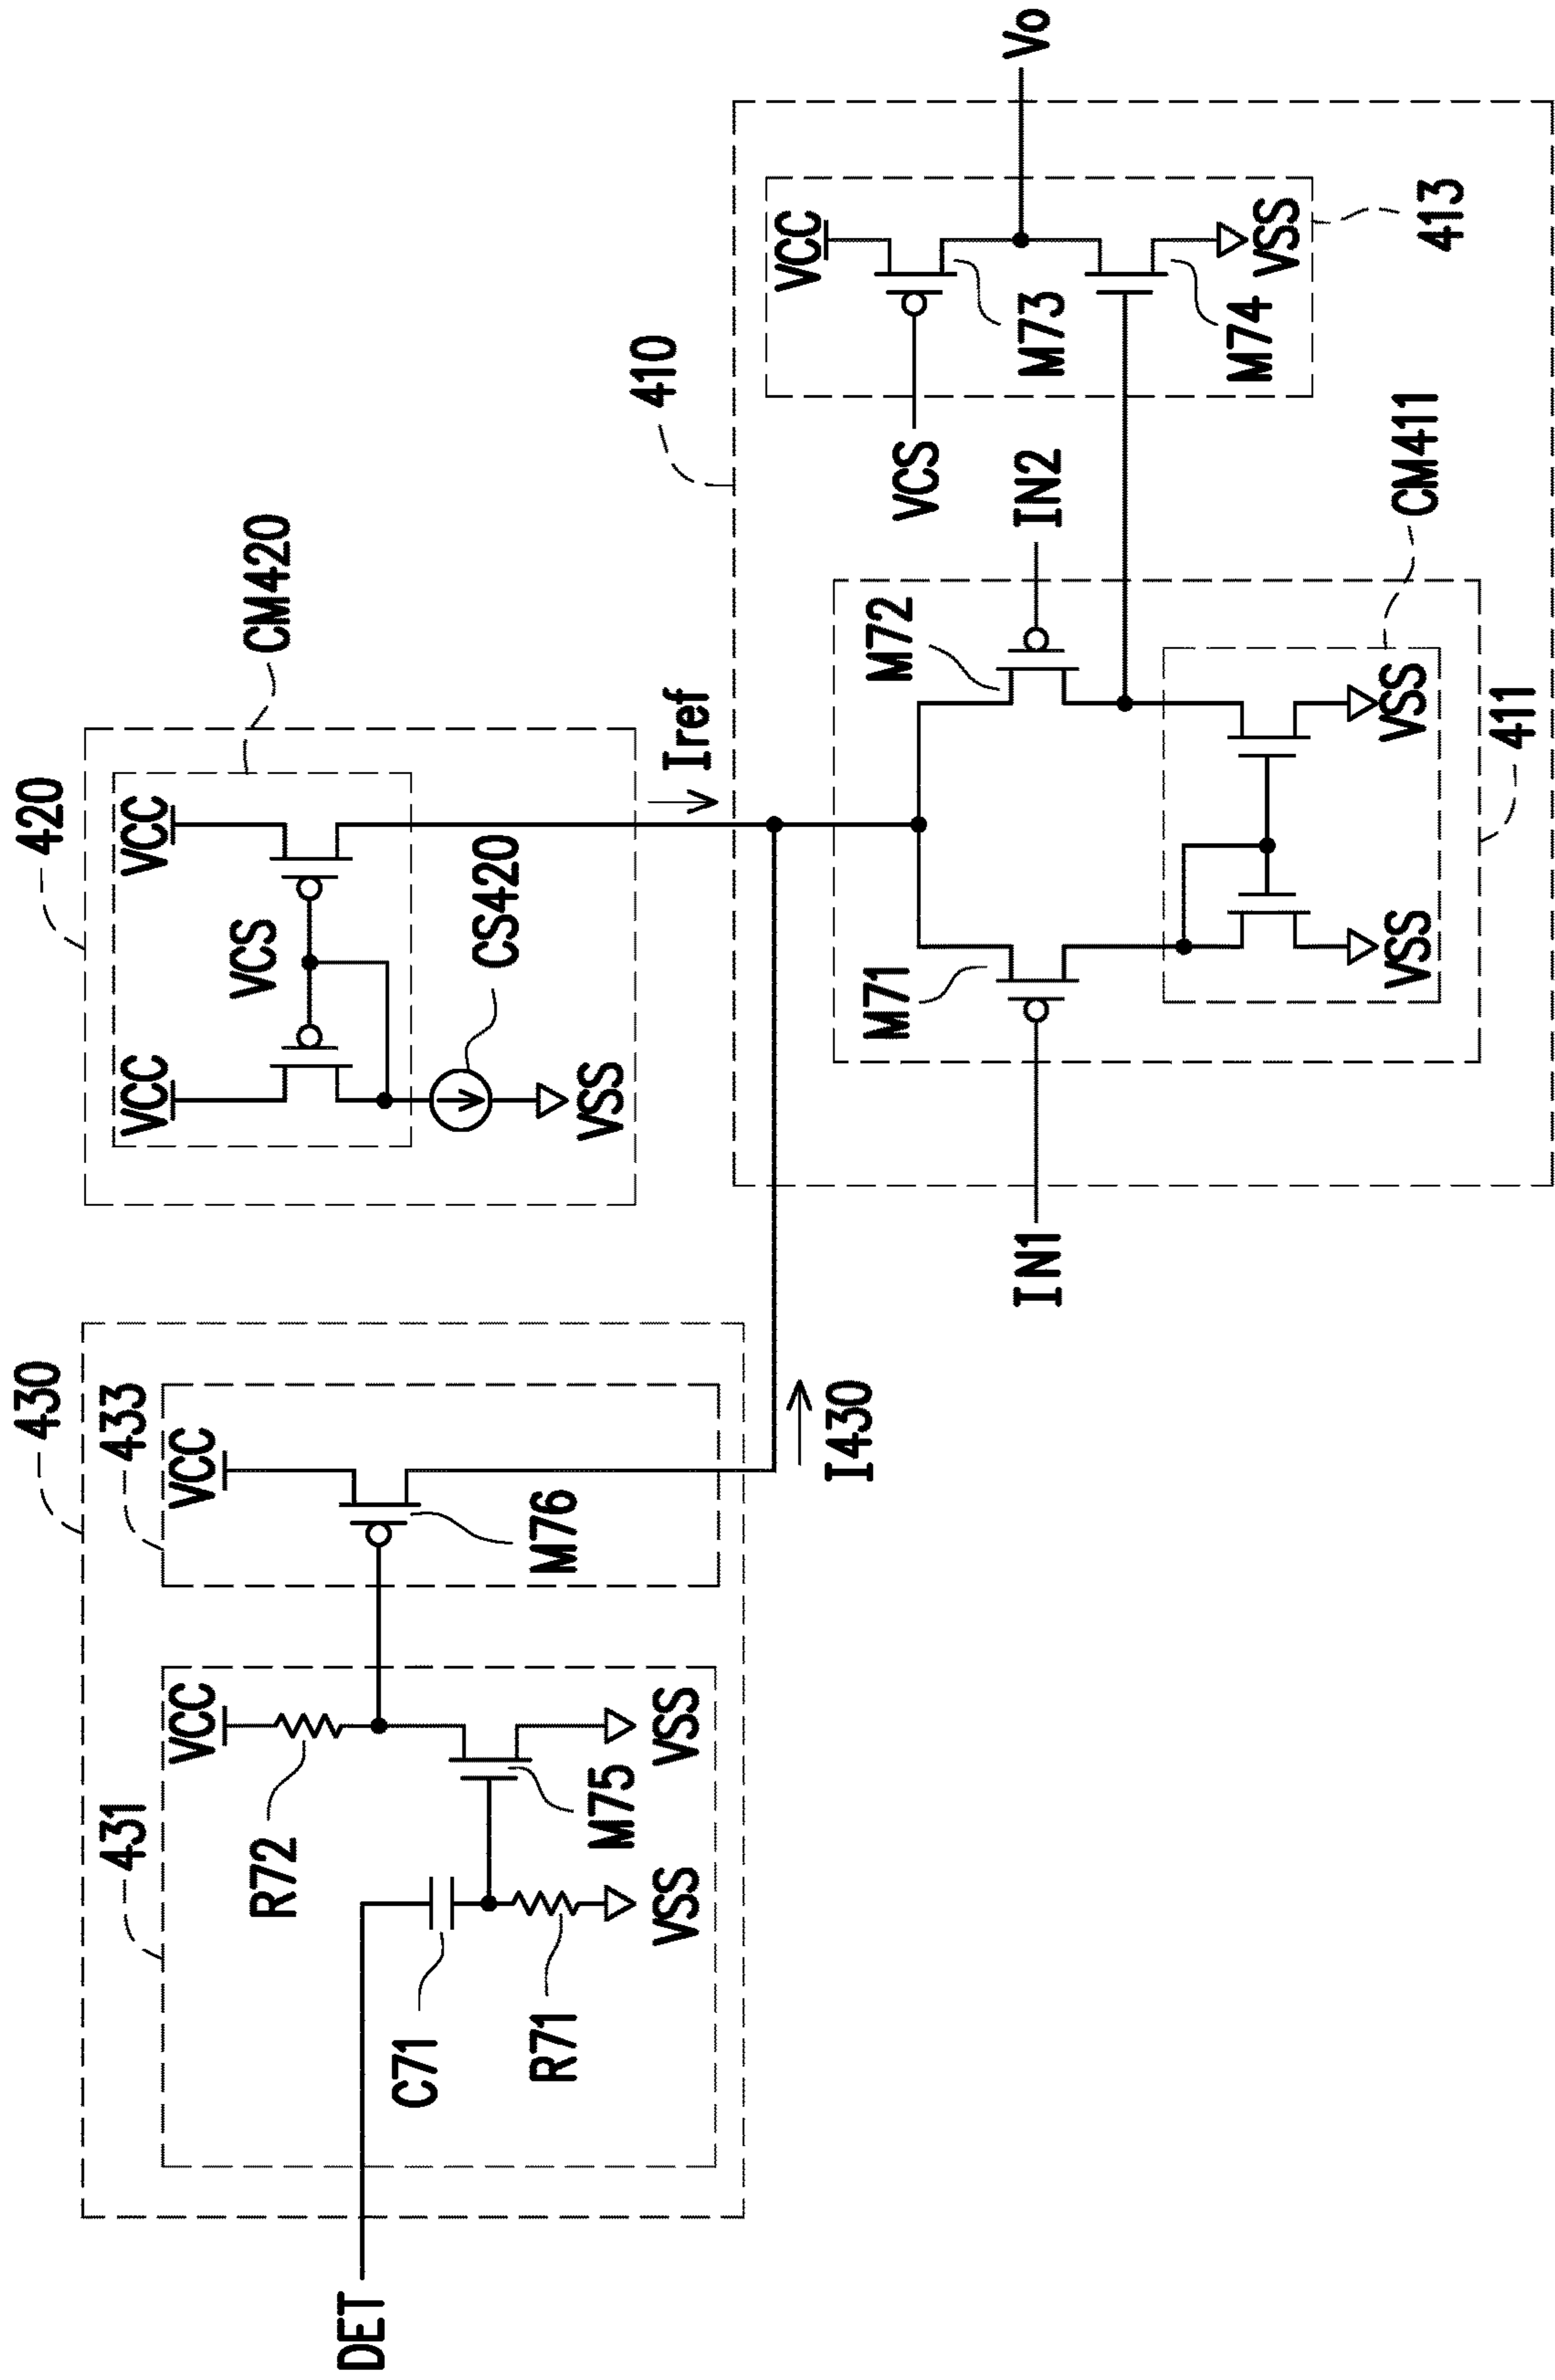 430
433
431
VCC
VCC
R72
M76
C71
M75
R71
VSS
VSS
DET
I430
420
CM420
VCC
VCC
VCS
CS420
VSS
Iref
410
VCC
VCS
M73
Vo
M74
VSS
413
M71
M72
IN1
IN2
CM411
VSS
VSS
411